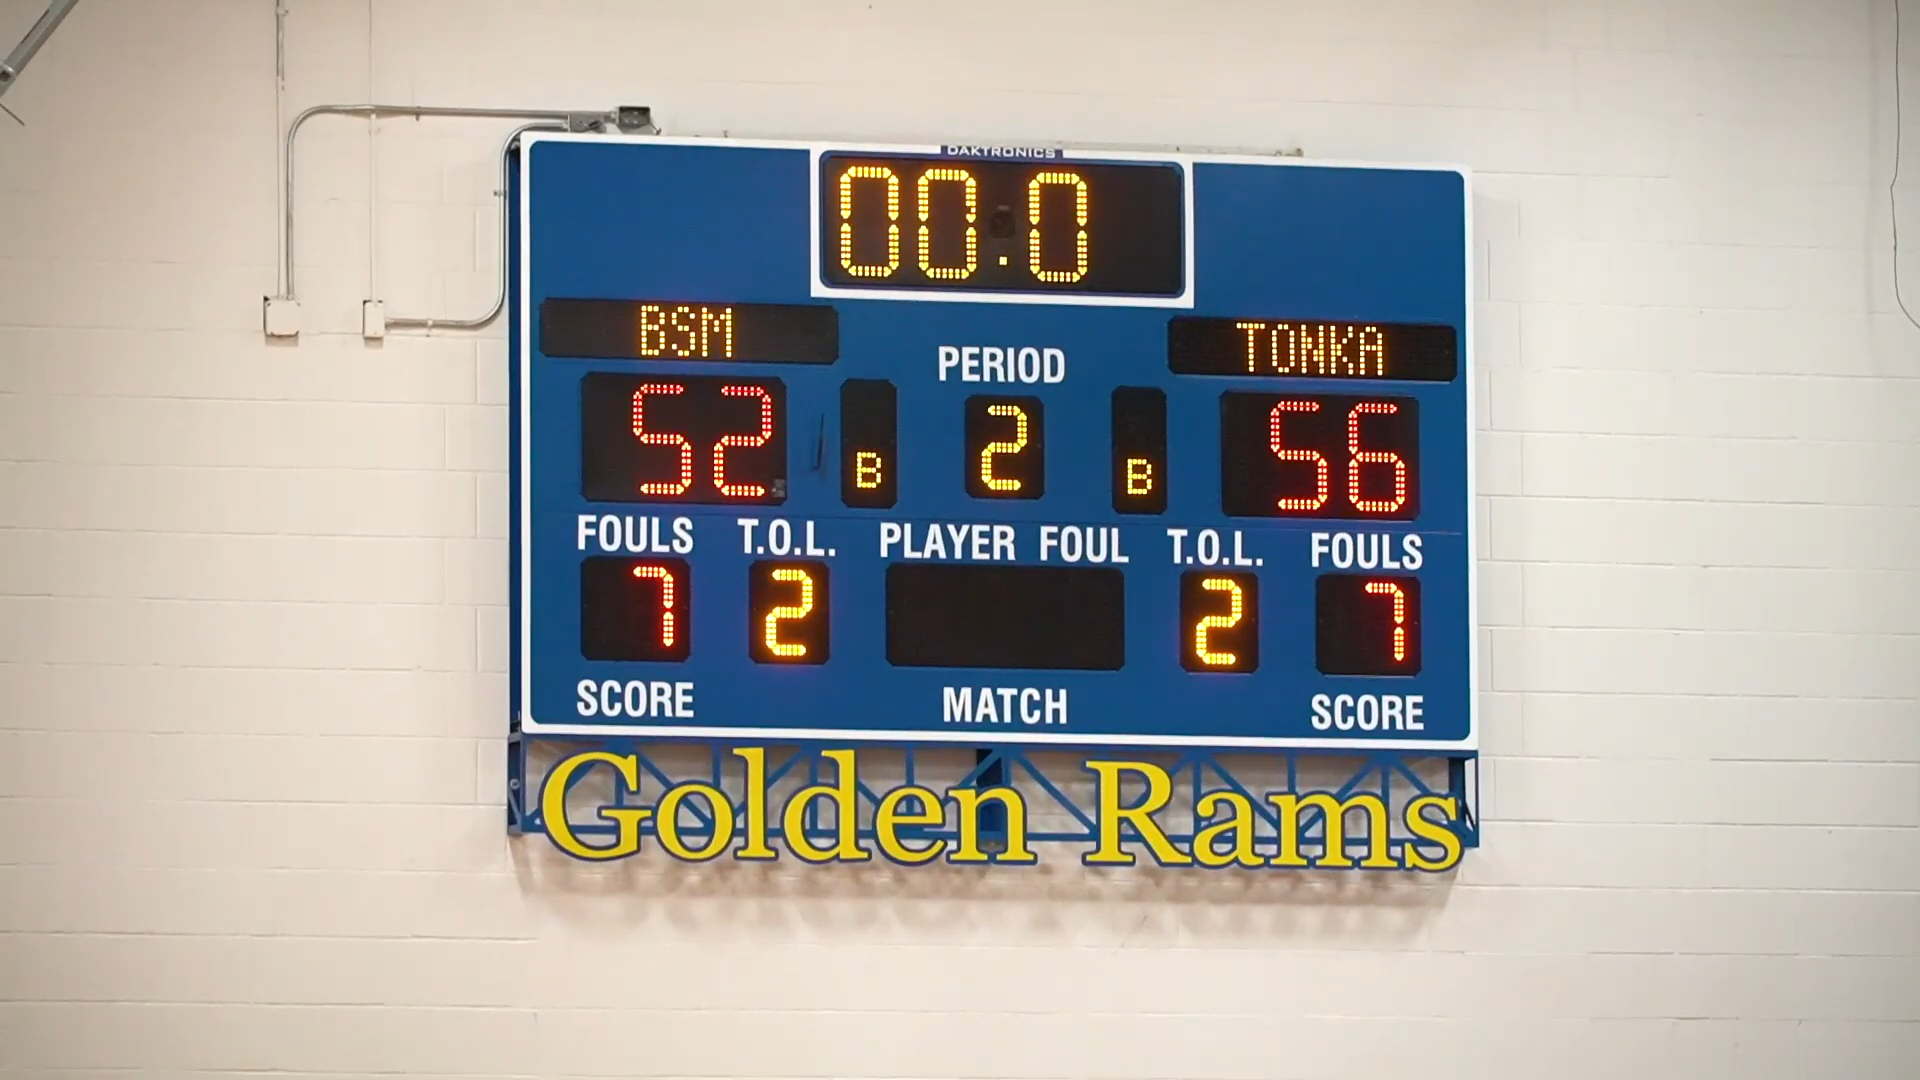 DAKTRONICS
00.0
BSM
TONKA
PERIOD
52 B 2 B 56
FOULS T.O.L. PLAYER FOUL T.O.L. FOULS
7 2 2 7
SCORE MATCH SCORE
Golden Rams